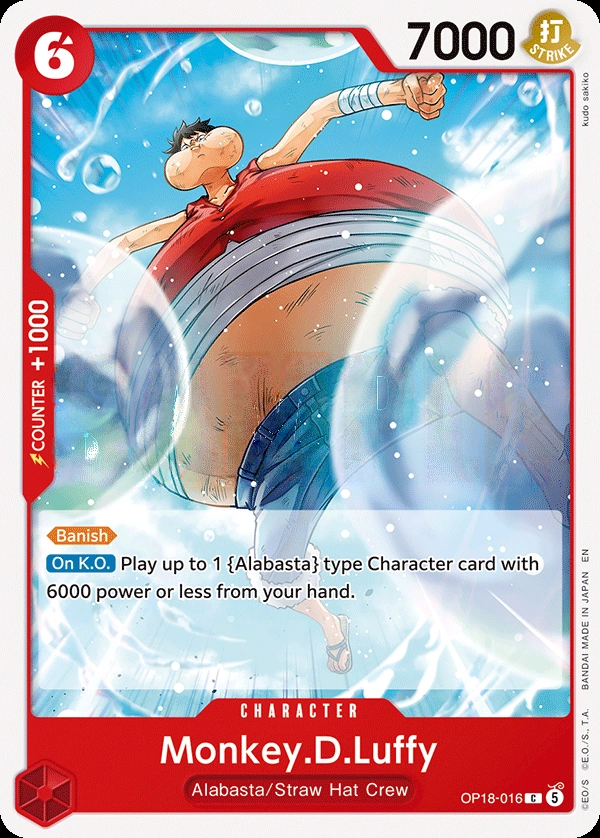 6
7000
打
STRIKE
kudo sakiko
COUNTER +1000
Banish
On K.O. Play up to 1 {Alabasta} type Character card with
6000 power or less from your hand.
BANDAI MADE IN JAPAN EN
©E.O./S., T.A.
©EO/S
CHARACTER
Monkey.D.Luffy
Alabasta/Straw Hat Crew
OP18-016 C 5